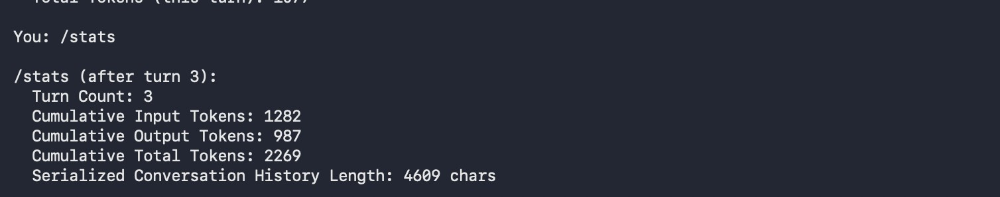 Total Tokens (this turn): 1077
You: /stats
/stats (after turn 3):
Turn Count: 3
Cumulative Input Tokens: 1282
Cumulative Output Tokens: 987
Cumulative Total Tokens: 2269
Serialized Conversation History Length: 4609 chars